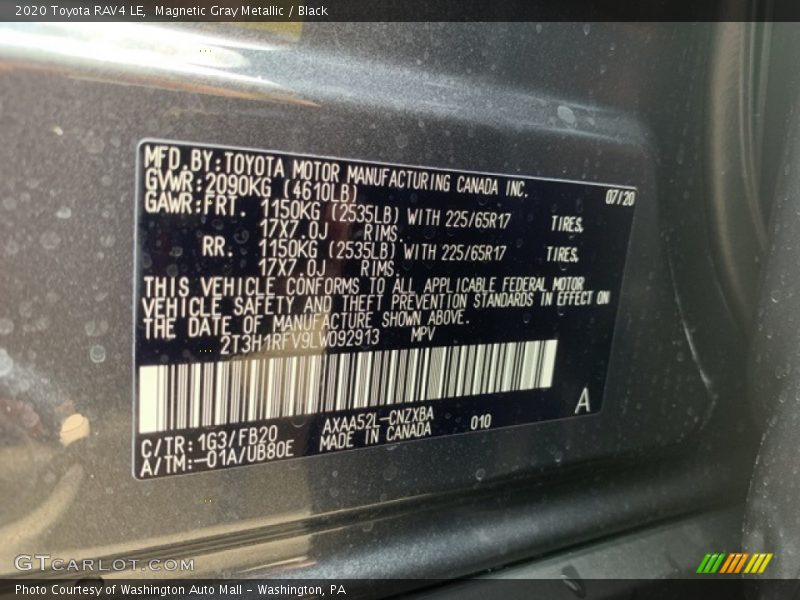 2020 Toyota RAV4 LE,  Magnetic Gray Metallic / Black
MFD.BY:TOYOTA MOTOR MANUFACTURING CANADA INC.
GVWR:2090KG (4610LB) 07/20
GAWR:FRT. 1150KG (2535LB) WITH 225/65R17 TIRES,
17X7.0J RIMS.
RR. 1150KG (2535LB) WITH 225/65R17 TIRES,
17X7.0J RIMS.
THIS VEHICLE CONFORMS TO ALL APPLICABLE FEDERAL MOTOR
VEHICLE SAFETY AND THEFT PREVENTION STANDARDS IN EFFECT ON
THE DATE OF MANUFACTURE SHOWN ABOVE.
2T3H1RFV9LW092913 MPV
A
C/TR:1G3/FB20 AXAA52L-CNZXBA 010
A/TM:-01A/UB80E MADE IN CANADA
GTCARLOT.COM
Photo Courtesy of Washington Auto Mall - Washington, PA